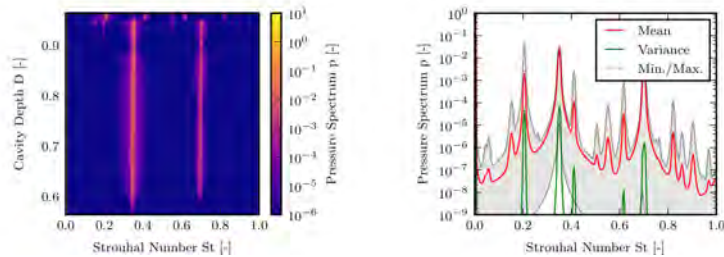 Cavity Depth D [-]
0.9
0.8
0.7
0.6
0.0 0.2 0.4 0.6 0.8 1.0
Strouhal Number St [-]
10^1
10^0
10^-1
10^-2
10^-3
10^-4
10^-5
10^-6
Pressure Spectrum p [-]
Pressure Spectrum p [-]
10^0
10^-1
10^-2
10^-3
10^-4
10^-5
10^-6
10^-7
10^-8
10^-9
0.0 0.2 0.4 0.6 0.8 1.0
Strouhal Number St [-]
Mean
Variance
Min./Max.